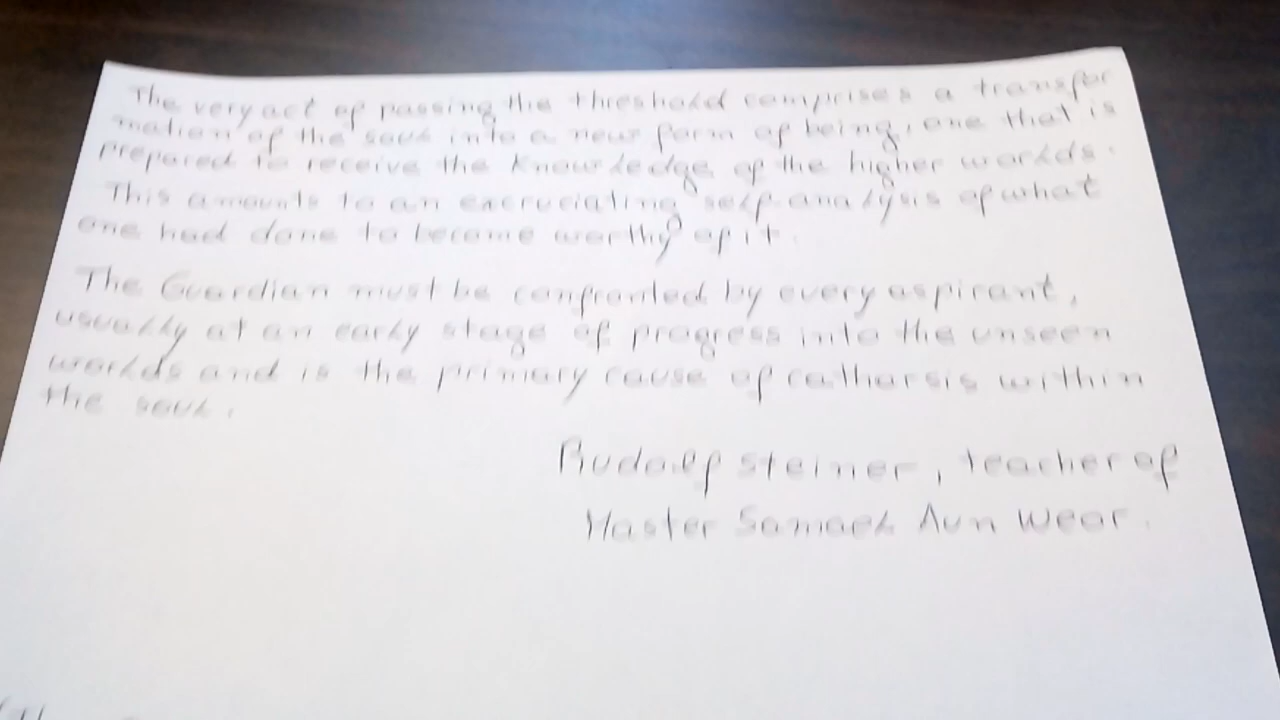 The very act of passing the threshold comprises a transfor
mation of the soul into a new form of being, one that is
prepared to receive the knowledge of the higher worlds.
This amounts to an excruciating self-analysis of what
one had done to become worthy of it.
The Guardian must be confronted by every aspirant,
usually at an early stage of progress into the unseen
worlds and is the primary cause of catharsis within
the soul.
Rudolf Steiner, teacher of
Master Samael Aun Weor.